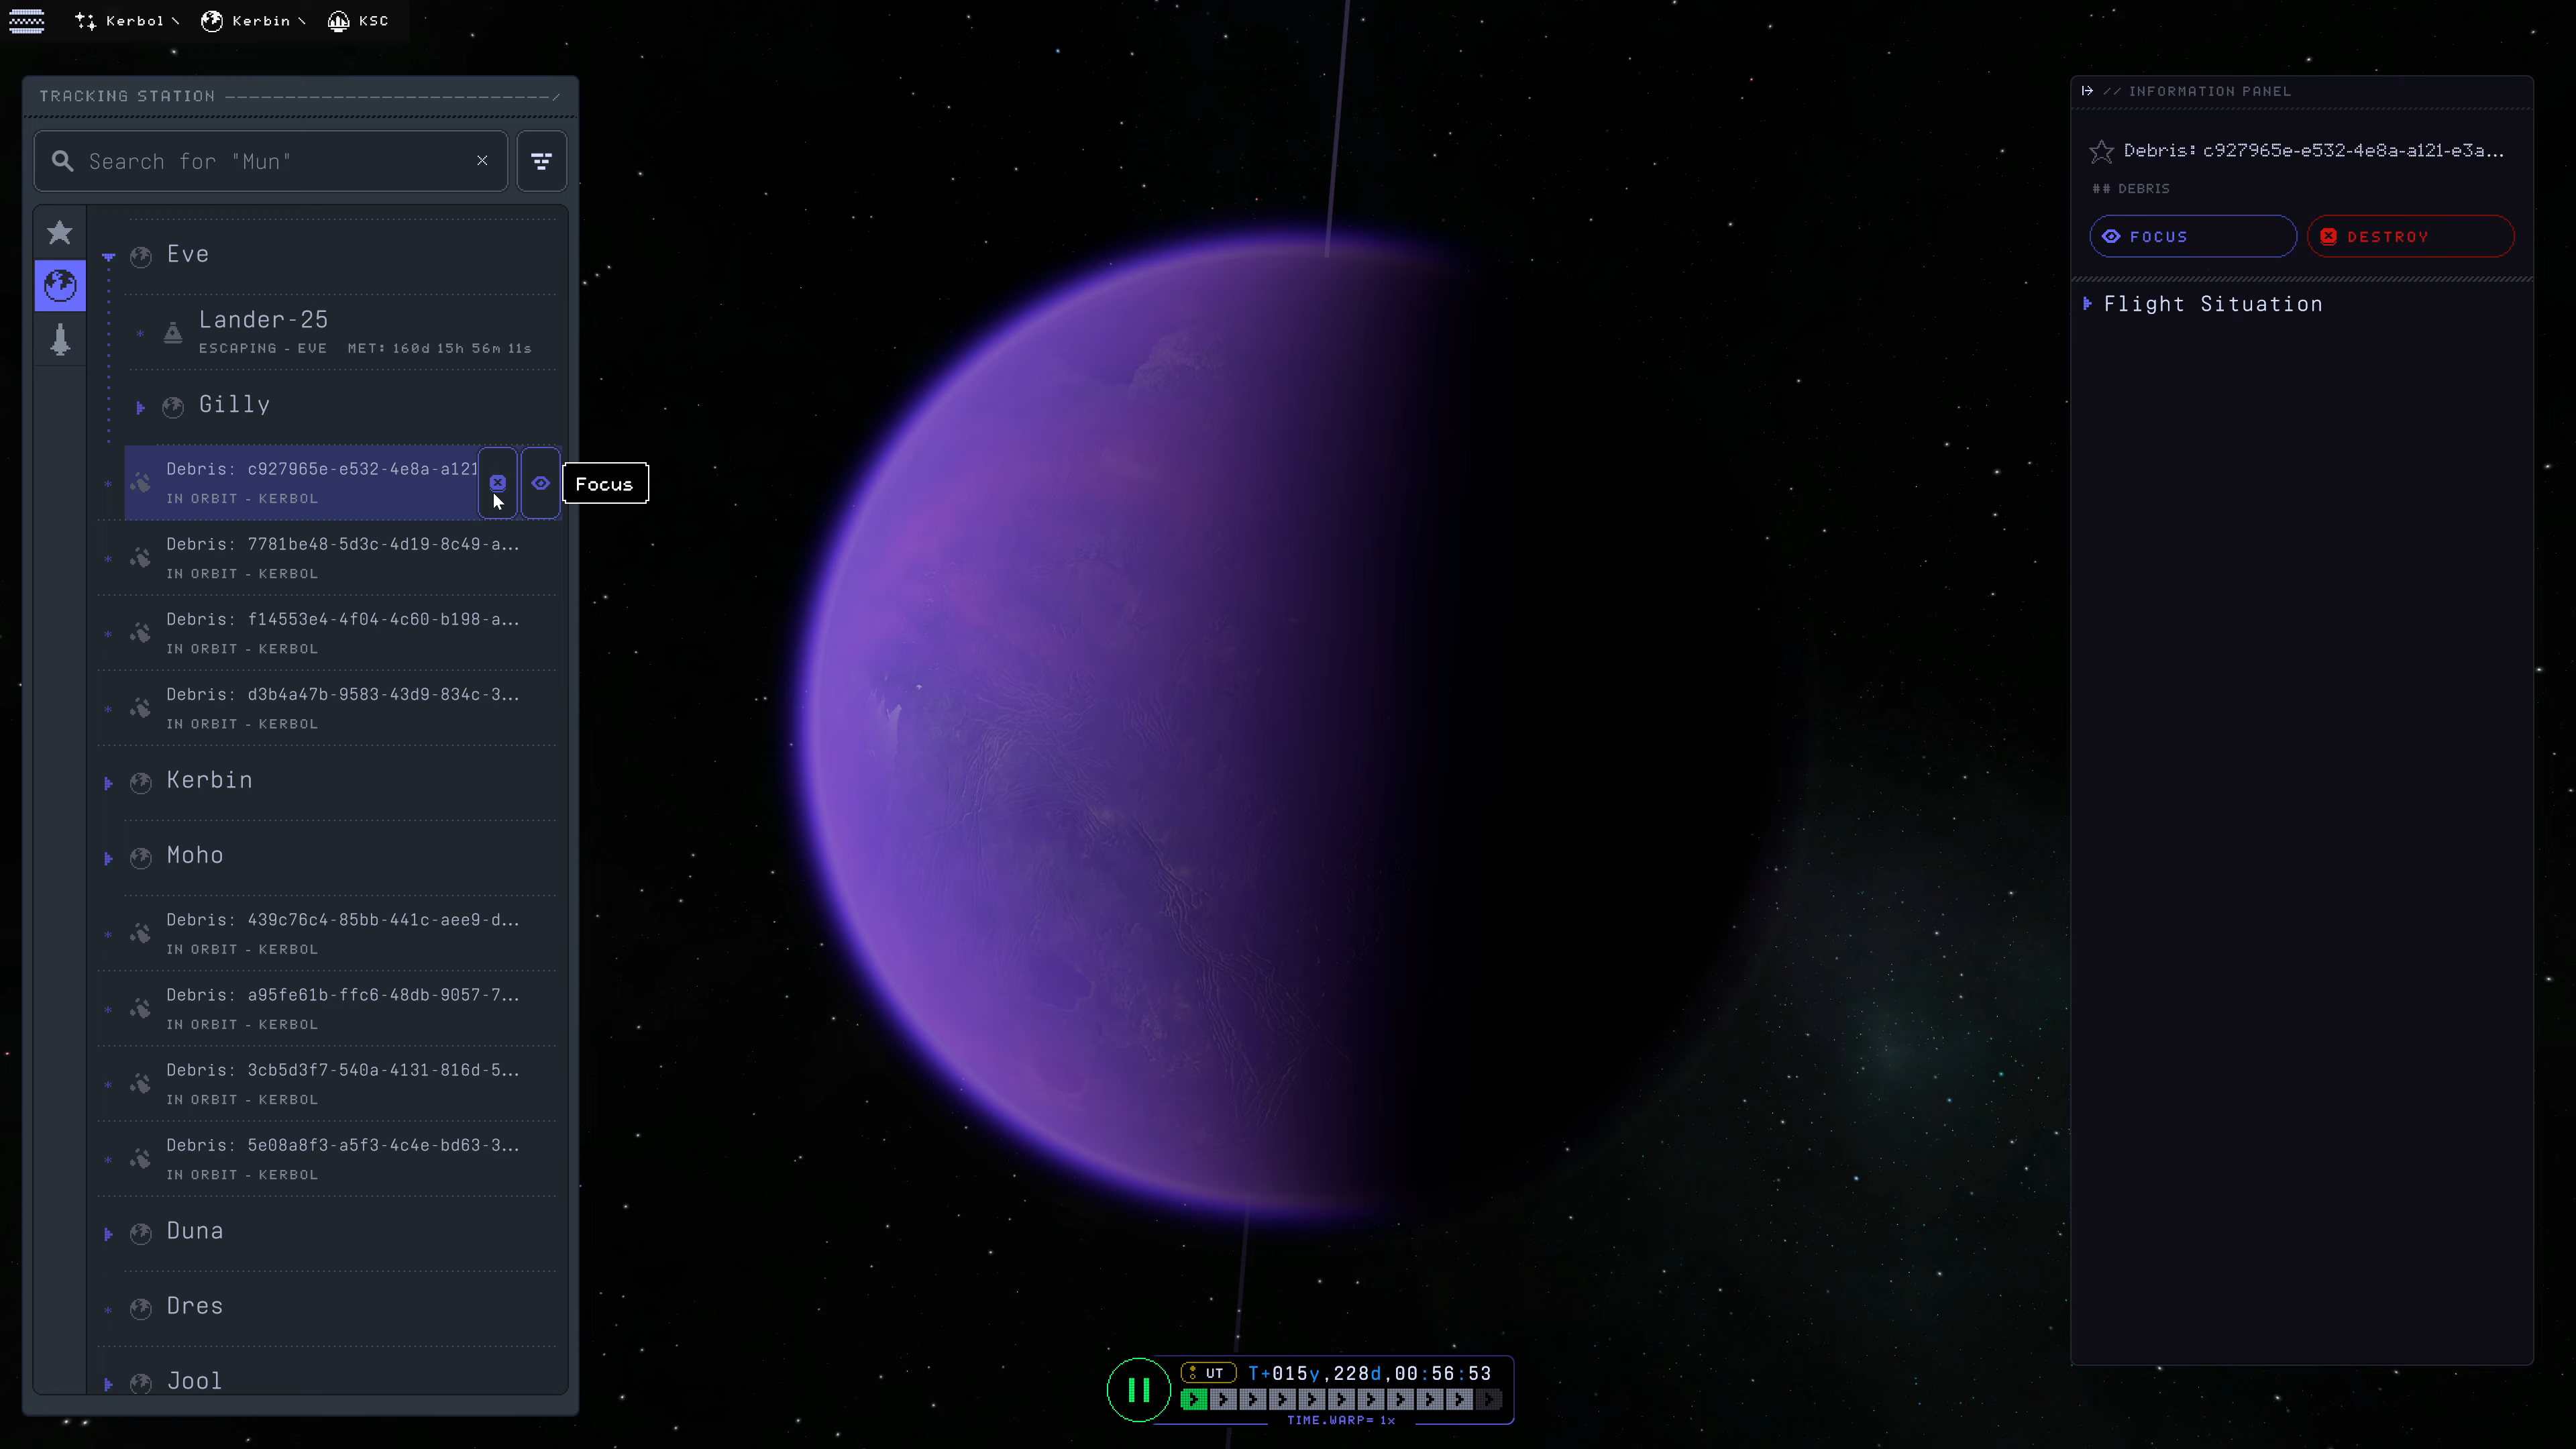 Kerbol \ Kerbin \ KSC
TRACKING STATION
Search for "Mun"
Eve
Lander-25
ESCAPING - EVE MET: 160d 15h 56m 11s
Gilly
Debris: c927965e-e532-4e8a-a121
IN ORBIT - KERBOL
Focus
Debris: 7781be48-5d3c-4d19-8c49-a...
IN ORBIT - KERBOL
Debris: f14553e4-4f04-4c60-b198-a...
IN ORBIT - KERBOL
Debris: d3b4a47b-9583-43d9-834c-3...
IN ORBIT - KERBOL
Kerbin
Moho
Debris: 439c76c4-85bb-441c-aee9-d...
IN ORBIT - KERBOL
Debris: a95fe61b-ffc6-48db-9057-7...
IN ORBIT - KERBOL
Debris: 3cb5d3f7-540a-4131-816d-5...
IN ORBIT - KERBOL
Debris: 5e08a8f3-a5f3-4c4e-bd63-3...
IN ORBIT - KERBOL
Duna
Dres
Jool
UT T+015y,228d,00:56:53
TIME.WARP= 1x
// INFORMATION PANEL
Debris: c927965e-e532-4e8a-a121-e3a...
## DEBRIS
FOCUS DESTROY
Flight Situation